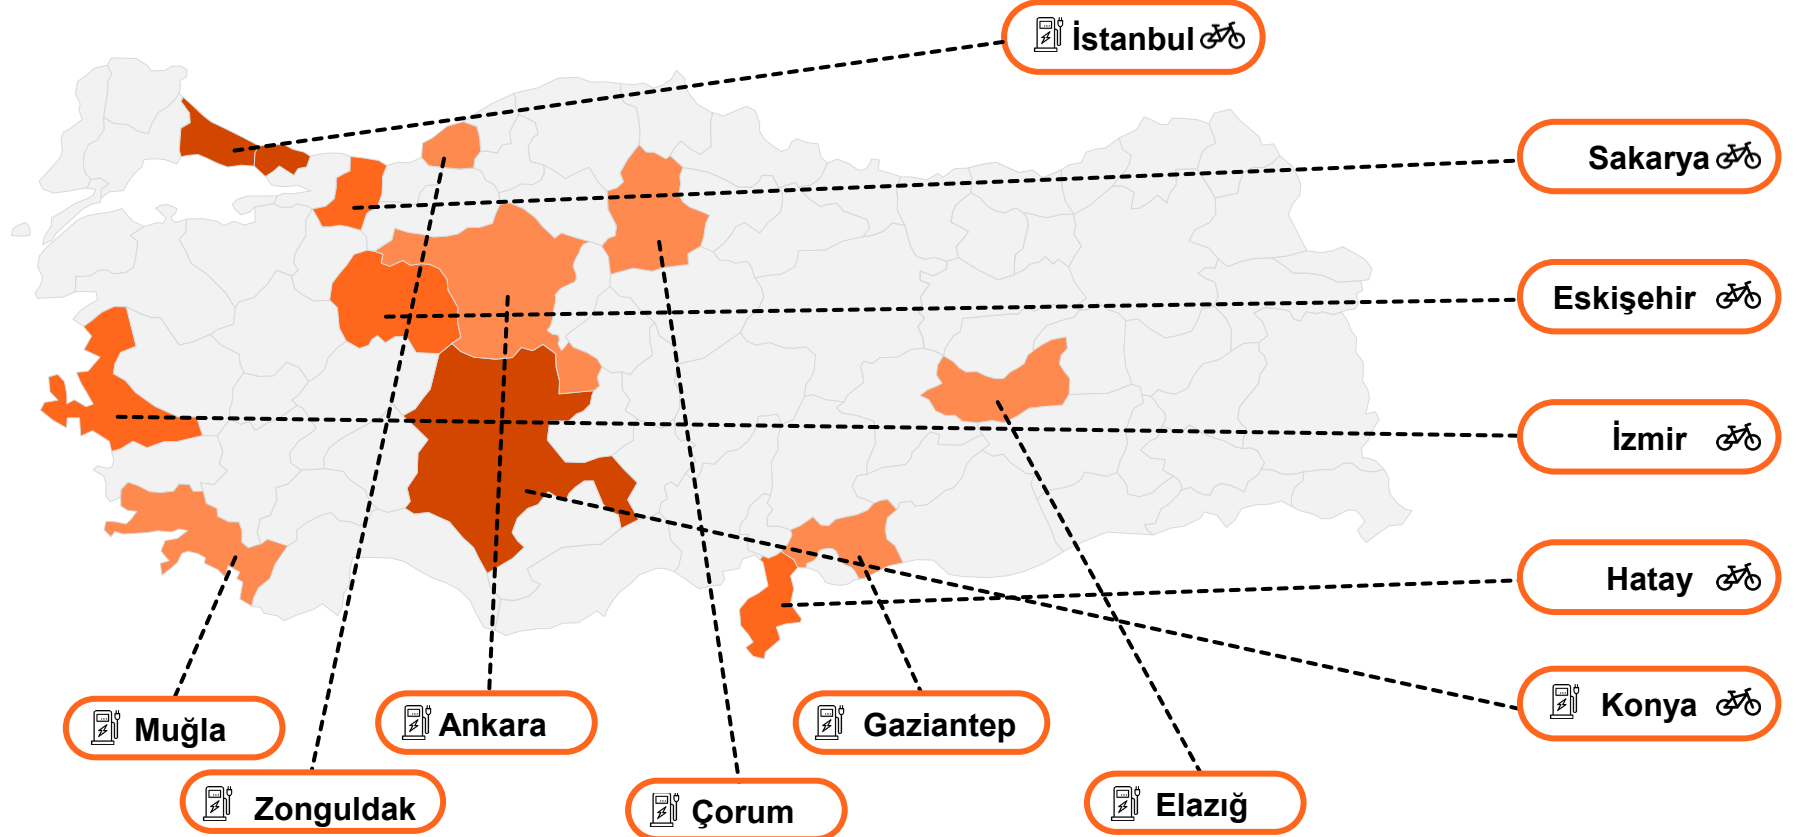 İstanbul
Sakarya
Eskişehir
İzmir
Hatay
Konya
Muğla
Ankara
Gaziantep
Zonguldak
Çorum
Elazığ